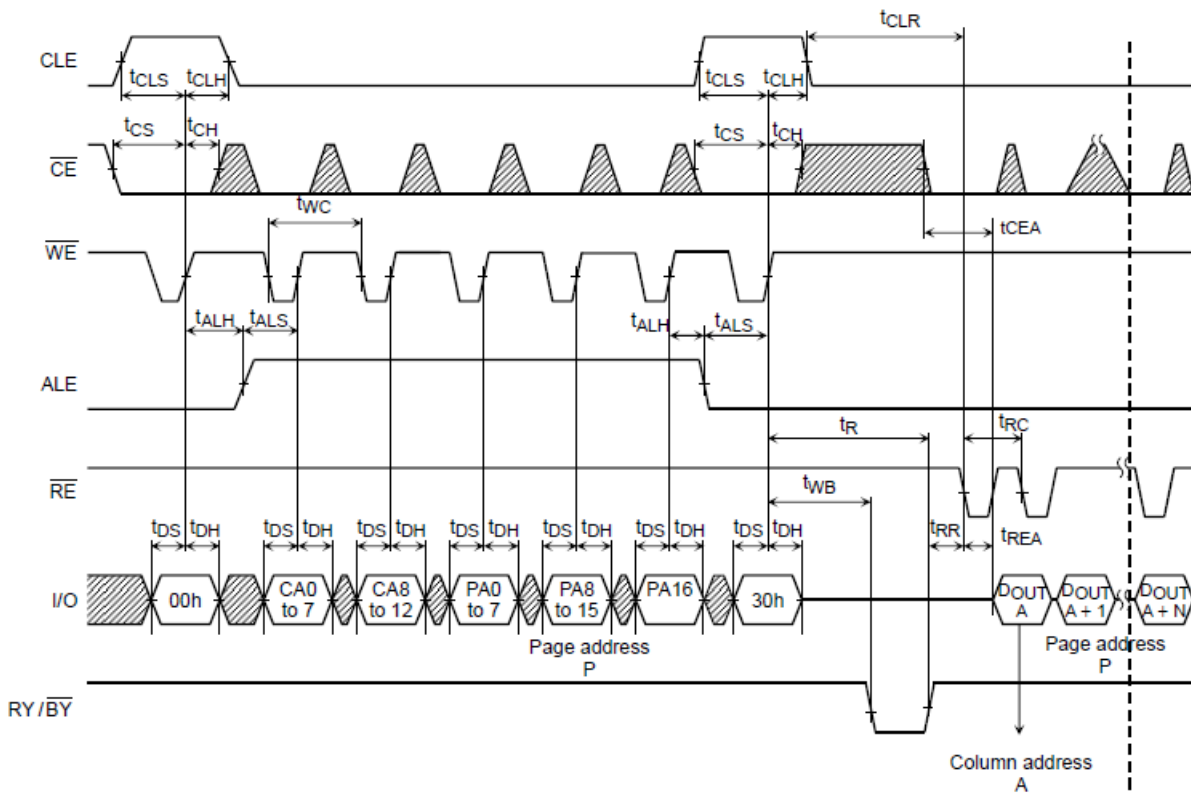 tCLR
CLE
tCLS tCLH tCLS tCLH
tCS tCH tCS tCH
CE
tWC
tCEA
WE
tALH tALS tALH tALS
ALE
tR tRC
RE
tWB
tDS tDH tDS tDH tDS tDH tDS tDH tDS tDH tDS tDH tDS tDH tRR tREA
I/O
00h
CA0
to 7
CA8
to 12
PA0
to 7
PA8
to 15
PA16
30h
DOUT
A
DOUT
A + 1
DOUT
A + N
Page address
P
Page address
P
RY/BY
Column address
A